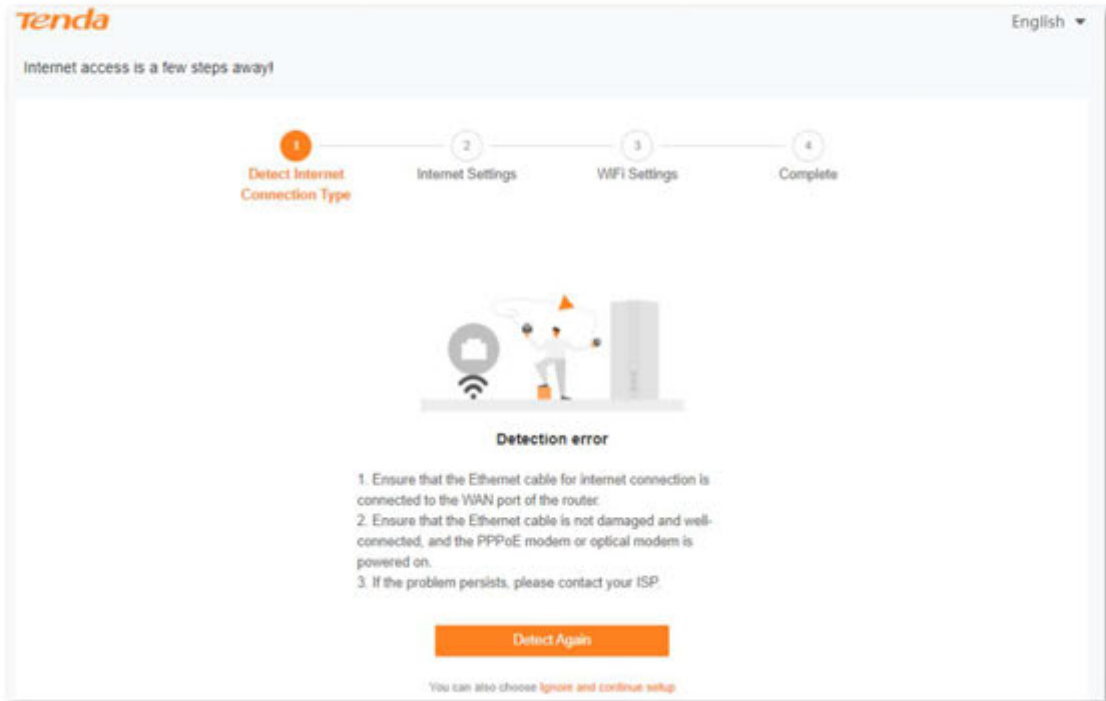 Tenda
English
Internet access is a few steps away!
1
2
3
4
Detect Internet
Connection Type
Internet Settings
WiFi Settings
Complete
Detection error
1. Ensure that the Ethernet cable for internet connection is
connected to the WAN port of the router.
2. Ensure that the Ethernet cable is not damaged and well-
connected, and the PPPoE modem or optical modem is
powered on.
3. If the problem persists, please contact your ISP.
Detect Again
You can also choose Ignore and continue setup